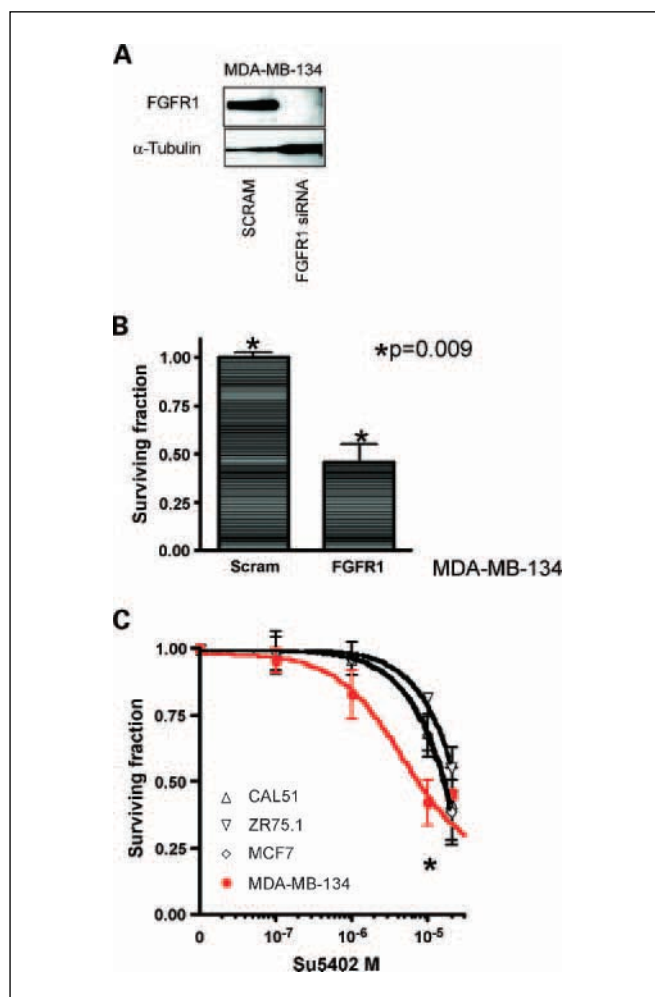 A
MDA-MB-134
FGFR1
α-Tubulin
SCRAM
FGFR1 siRNA
B
*p=0.009
*
*
Surviving fraction
1.00
0.75
0.50
0.25
0.00
Scram
FGFR1
MDA-MB-134
C
Surviving fraction
1.00
0.75
0.50
0.25
0.00
CAL51
ZR75.1
MCF7
MDA-MB-134
*
0
10-7
10-6
10-5
Su5402 M